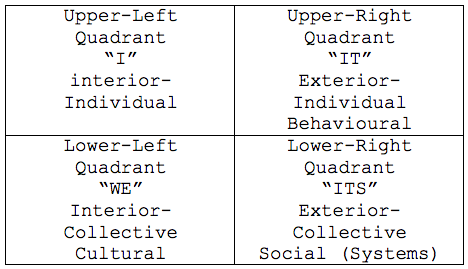 Upper-Left
Quadrant
“I”
interior-
Individual
Upper-Right
Quadrant
“IT”
Exterior-
Individual
Behavioural
Lower-Left
Quadrant
“WE”
Interior-
Collective
Cultural
Lower-Right
Quadrant
“ITS”
Exterior-
Collective
Social (Systems)